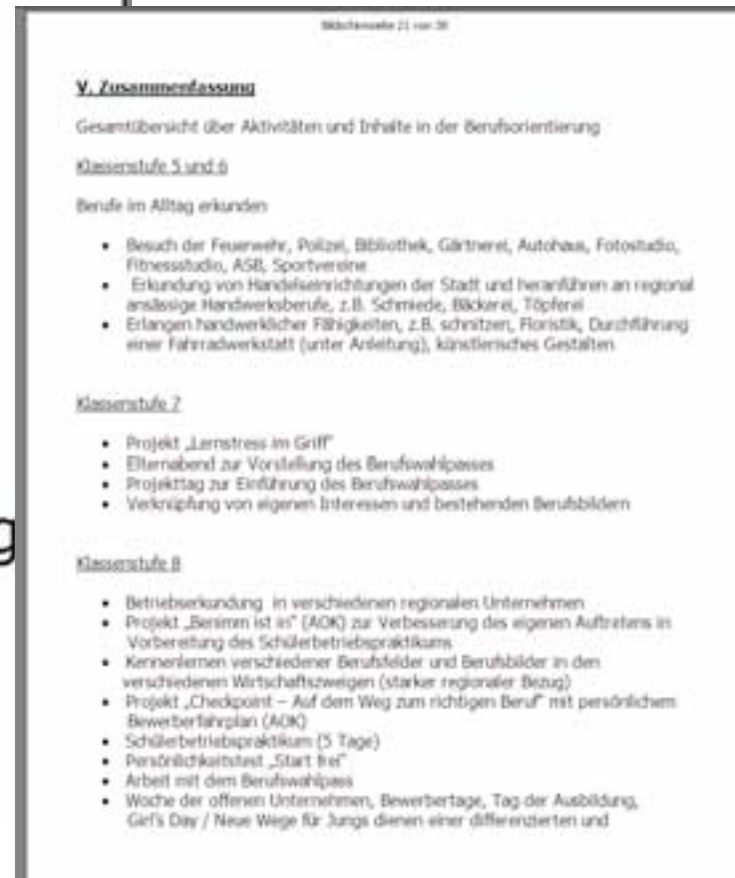 Bildschirmseite 21 von 38
V. Zusammenfassung
Gesamtübersicht über Aktivitäten und Inhalte in der Berufsorientierung
Klassenstufe 5 und 6
Berufe im Alltag erkunden
• Besuch der Feuerwehr, Polizei, Bibliothek, Gärtnerei, Autohaus, Fotostudio,
Fitnessstudio, ASB, Sportvereine
• Erkundung von Handelseinrichtungen der Stadt und heranführen an regional
ansässige Handwerksberufe, z.B. Schmiede, Bäckerei, Töpferei
• Erlangen handwerklicher Fähigkeiten, z.B. schnitzen, Floristik, Durchführung
einer Fahrradwerkstatt (unter Anleitung), künstlerisches Gestalten
Klassenstufe 7
• Projekt „Lernstress im Griff“
• Elternabend zur Vorstellung des Berufswahlpasses
• Projekttag zur Einführung des Berufswahlpasses
• Verknüpfung von eigenen Interessen und bestehenden Berufsbildern
g
Klassenstufe 8
• Betriebserkundung in verschiedenen regionalen Unternehmen
• Projekt „Benimm ist in“ (AOK) zur Verbesserung des eigenen Auftretens in
Vorbereitung des Schülerbetriebspraktikums
• Kennenlernen verschiedener Berufsfelder und Berufsbilder in den
verschiedenen Wirtschaftszweigen (starker regionaler Bezug)
• Projekt „Checkpoint – Auf dem Weg zum richtigen Beruf“ mit persönlichem
Bewerberfahrplan (AOK)
• Schülerbetriebspraktikum (5 Tage)
• Persönlichkeitstest „Start frei“
• Arbeit mit dem Berufswahlpass
• Woche der offenen Unternehmen, Bewerbertage, Tag der Ausbildung,
Girl's Day / Neue Wege für Jungs dienen einer differenzierten und